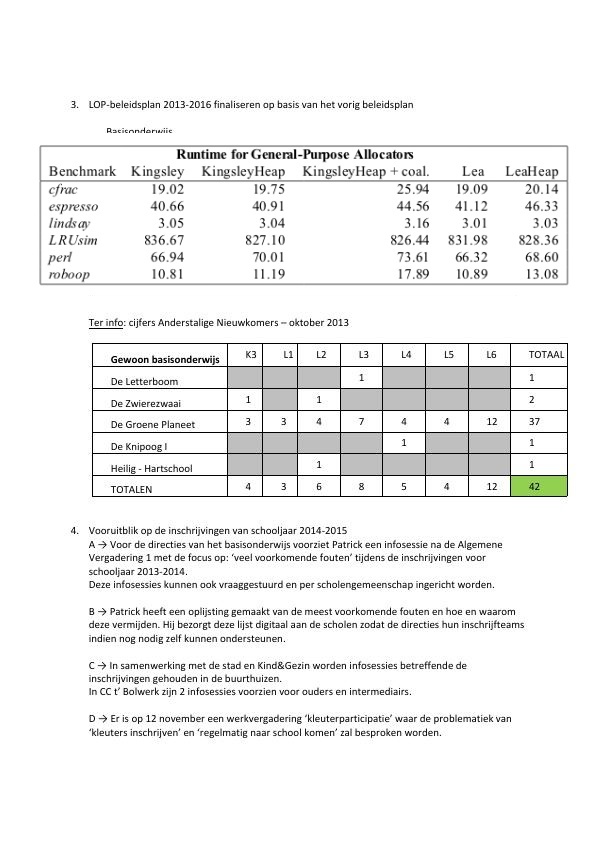 3. LOP-beleidsplan 2013-2016 finaliseren op basis van het vorig beleidsplan
Basisonderwijs
Runtime for General-Purpose Allocators
Benchmark Kingsley KingsleyHeap KingsleyHeap + coal. Lea LeaHeap
cfrac 19.02 19.75 25.94 19.09 20.14
espresso 40.66 40.91 44.56 41.12 46.33
lindsay 3.05 3.04 3.16 3.01 3.03
LRUsim 836.67 827.10 826.44 831.98 828.36
perl 66.94 70.01 73.61 66.32 68.60
roboop 10.81 11.19 17.89 10.89 13.08
Ter info: cijfers Anderstalige Nieuwkomers – oktober 2013
Gewoon basisonderwijs K3 L1 L2 L3 L4 L5 L6 TOTAAL
De Letterboom 1 1
De Zwierezwaai 1 1 2
De Groene Planeet 3 3 4 7 4 4 12 37
De Knipoog I 1 1
Heilig - Hartschool 1 1
TOTALEN 4 3 6 8 5 4 12 42
4. Vooruitblik op de inschrijvingen van schooljaar 2014-2015
A → Voor de directies van het basisonderwijs voorziet Patrick een infosessie na de Algemene
Vergadering 1 met de focus op: ‘veel voorkomende fouten’ tijdens de inschrijvingen voor
schooljaar 2013-2014.
Deze infosessies kunnen ook vraaggestuurd en per scholengemeenschap ingericht worden.
B → Patrick heeft een oplijsting gemaakt van de meest voorkomende fouten en hoe en waarom
deze vermijden. Hij bezorgt deze lijst digitaal aan de scholen zodat de directies hun inschrijfteams
indien nog nodig zelf kunnen ondersteunen.
C → In samenwerking met de stad en Kind&Gezin worden infosessies betreffende de
inschrijvingen gehouden in de buurthuizen.
In CC t’ Bolwerk zijn 2 infosessies voorzien voor ouders en intermediairs.
D → Er is op 12 november een werkvergadering ‘kleuterparticipatie’ waar de problematiek van
‘kleuters inschrijven’ en ‘regelmatig naar school komen’ zal besproken worden.